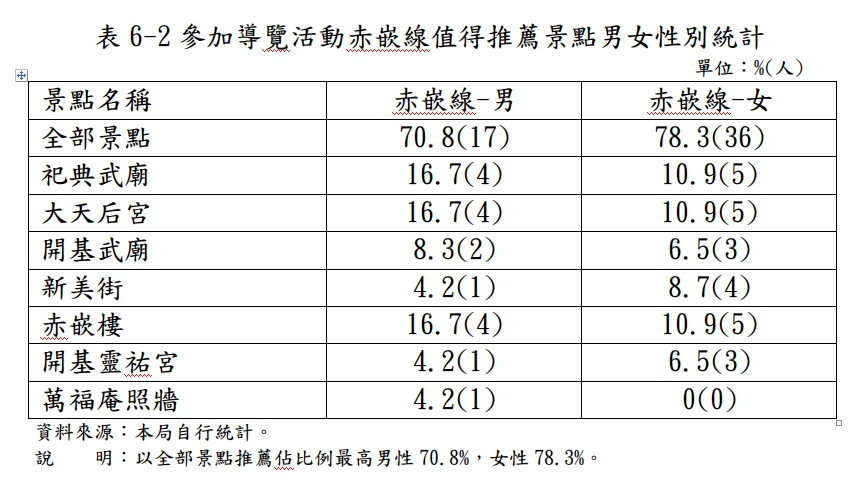 表 6-2 參加導覽活動赤嵌線值得推薦景點男女性別統計
單位：%(人)
景點名稱 赤嵌線-男 赤嵌線-女
全部景點 70.8(17) 78.3(36)
祀典武廟 16.7(4) 10.9(5)
大天后宮 16.7(4) 10.9(5)
開基武廟 8.3(2) 6.5(3)
新美街 4.2(1) 8.7(4)
赤嵌樓 16.7(4) 10.9(5)
開基靈祐宮 4.2(1) 6.5(3)
萬福庵照牆 4.2(1) 0(0)
資料來源：本局自行統計。
說　　明：以全部景點推薦佔比例最高男性 70.8%，女性 78.3%。